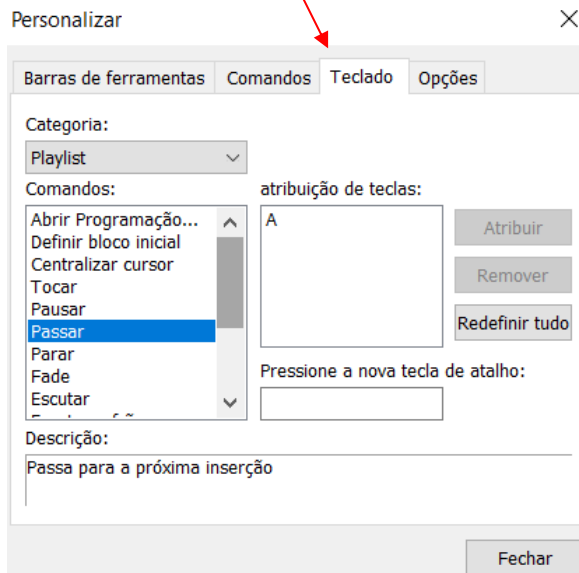 Personalizar
Barras de ferramentas Comandos Teclado Opções
Categoria:
Playlist
Comandos:
atribuição de teclas:
Abrir Programação...
Definir bloco inicial
Centralizar cursor
Tocar
Pausar
Passar
Parar
Fade
Escutar
A
Atribuir
Remover
Redefinir tudo
Pressione a nova tecla de atalho:
Descrição:
Passa para a próxima inserção
Fechar